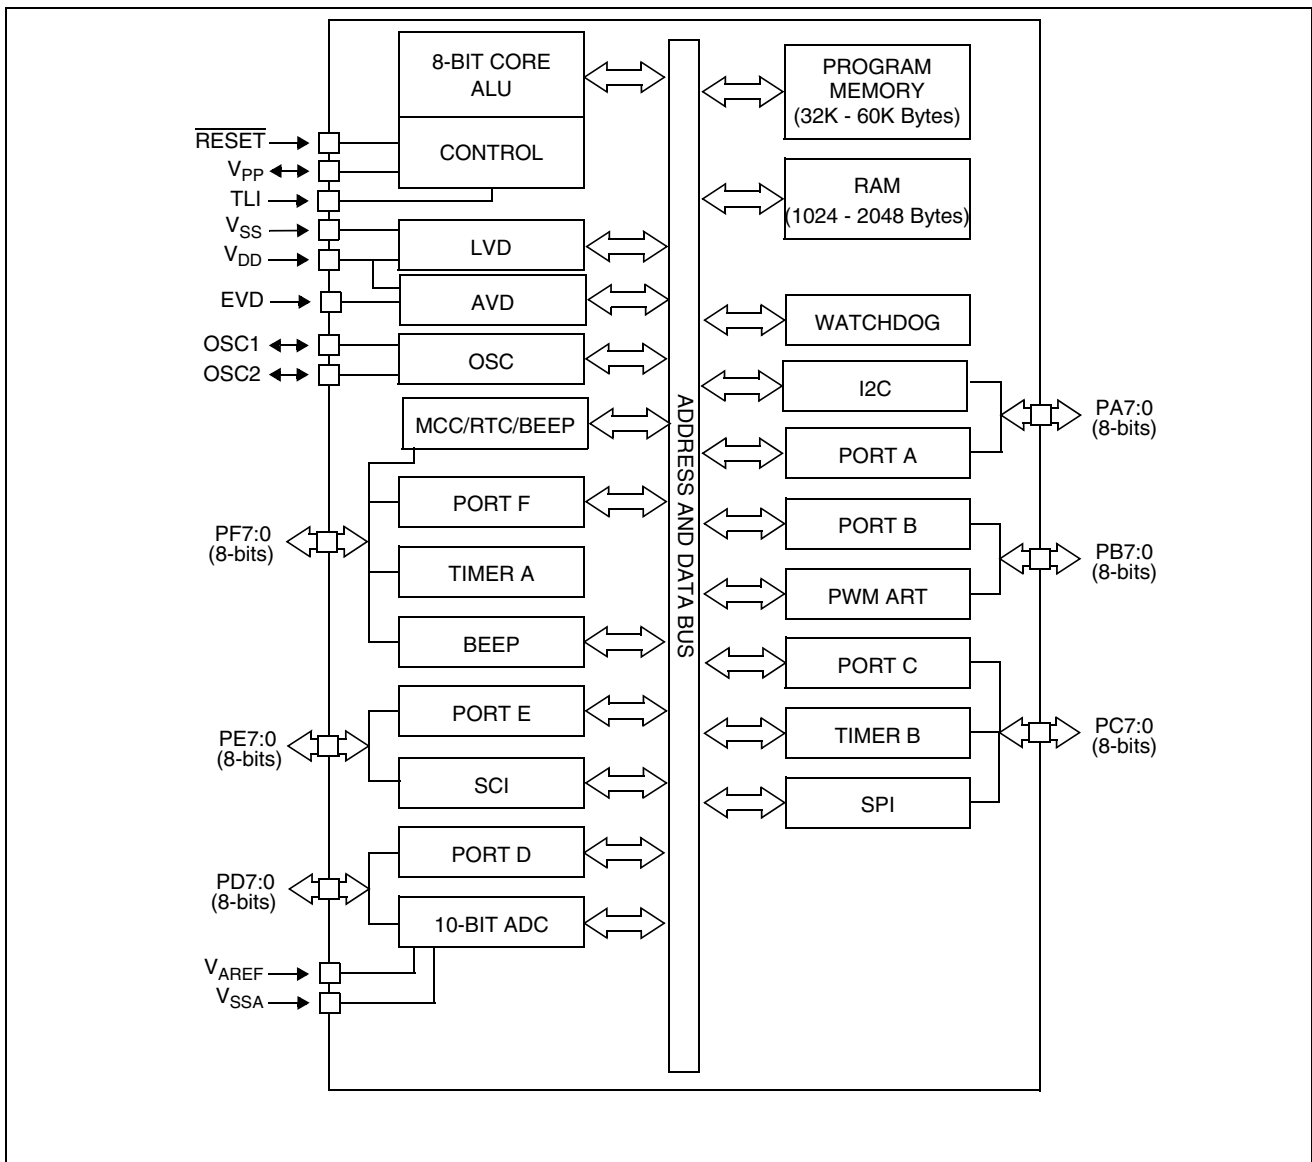 8-BIT CORE
ALU
CONTROL
RESET
VPP
TLI
VSS
VDD
EVD
OSC1
OSC2
LVD
AVD
OSC
MCC/RTC/BEEP
PORT F
TIMER A
BEEP
PF7:0
(8-bits)
PORT E
SCI
PE7:0
(8-bits)
PORT D
10-BIT ADC
PD7:0
(8-bits)
VAREF
VSSA
ADDRESS AND DATA BUS
PROGRAM
MEMORY
(32K - 60K Bytes)
RAM
(1024 - 2048 Bytes)
WATCHDOG
I2C
PORT A
PA7:0
(8-bits)
PORT B
PWM ART
PB7:0
(8-bits)
PORT C
TIMER B
SPI
PC7:0
(8-bits)